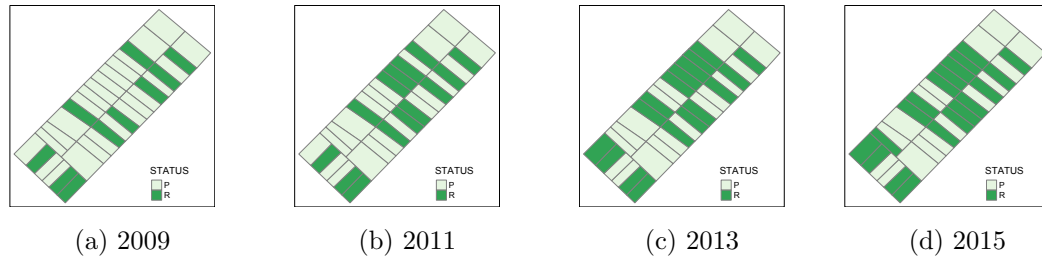 STATUS
P
R
STATUS
P
R
STATUS
P
R
STATUS
P
R
(a) 2009
(b) 2011
(c) 2013
(d) 2015